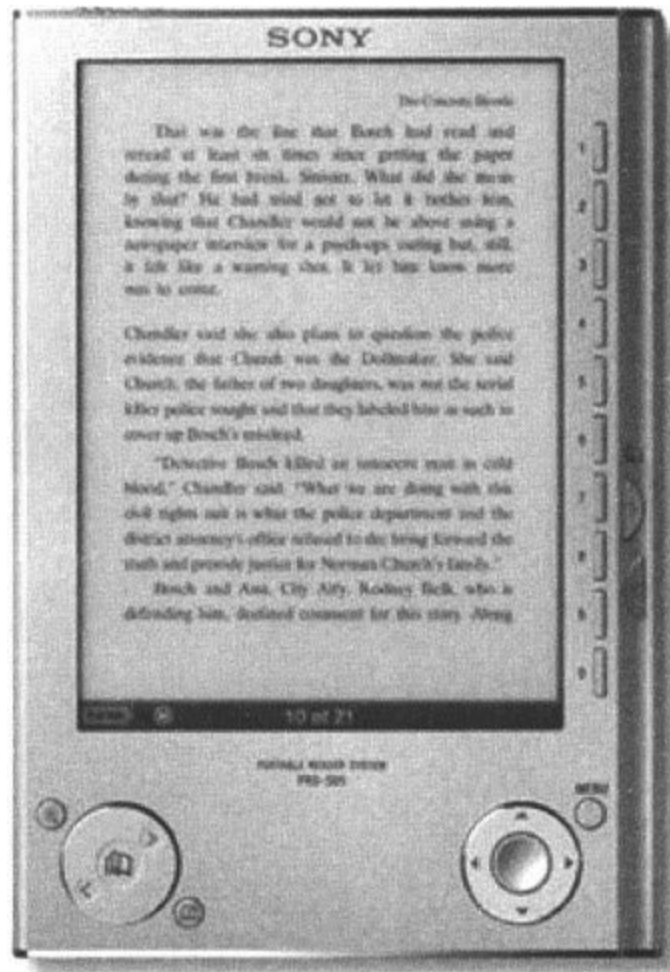 SONY
The Concrete Blonde
That was the line that Bosch had read and
reread at least six times since getting the paper
during the first break. Sinister. What did she mean
by that? He had tried not to let it bother him,
knowing that Chandler would not be above using a
newspaper interview for a psych-ops outing but, still,
it felt like a warning shot. It let him know more
was to come.
Chandler said she also plans to question the police
evidence that Church was the Dollmaker. She said
Church, the father of two daughters, was not the serial
killer police sought and that they labeled him as such to
cover up Bosch's misdeed.
"Detective Bosch killed an innocent man in cold
blood," Chandler said. "What we are doing with this
civil rights suit is what the police department and the
district attorney's office refused to do: bring forward the
truth and provide justice for Norman Church's family."
Bosch and Asst. City Atty. Rodney Belk, who is
defending him, declined comment for this story. Along
10 of 21
1
2
3
4
5
6
7
8
9
0
PORTABLE READER SYSTEM
PRS-505
MENU